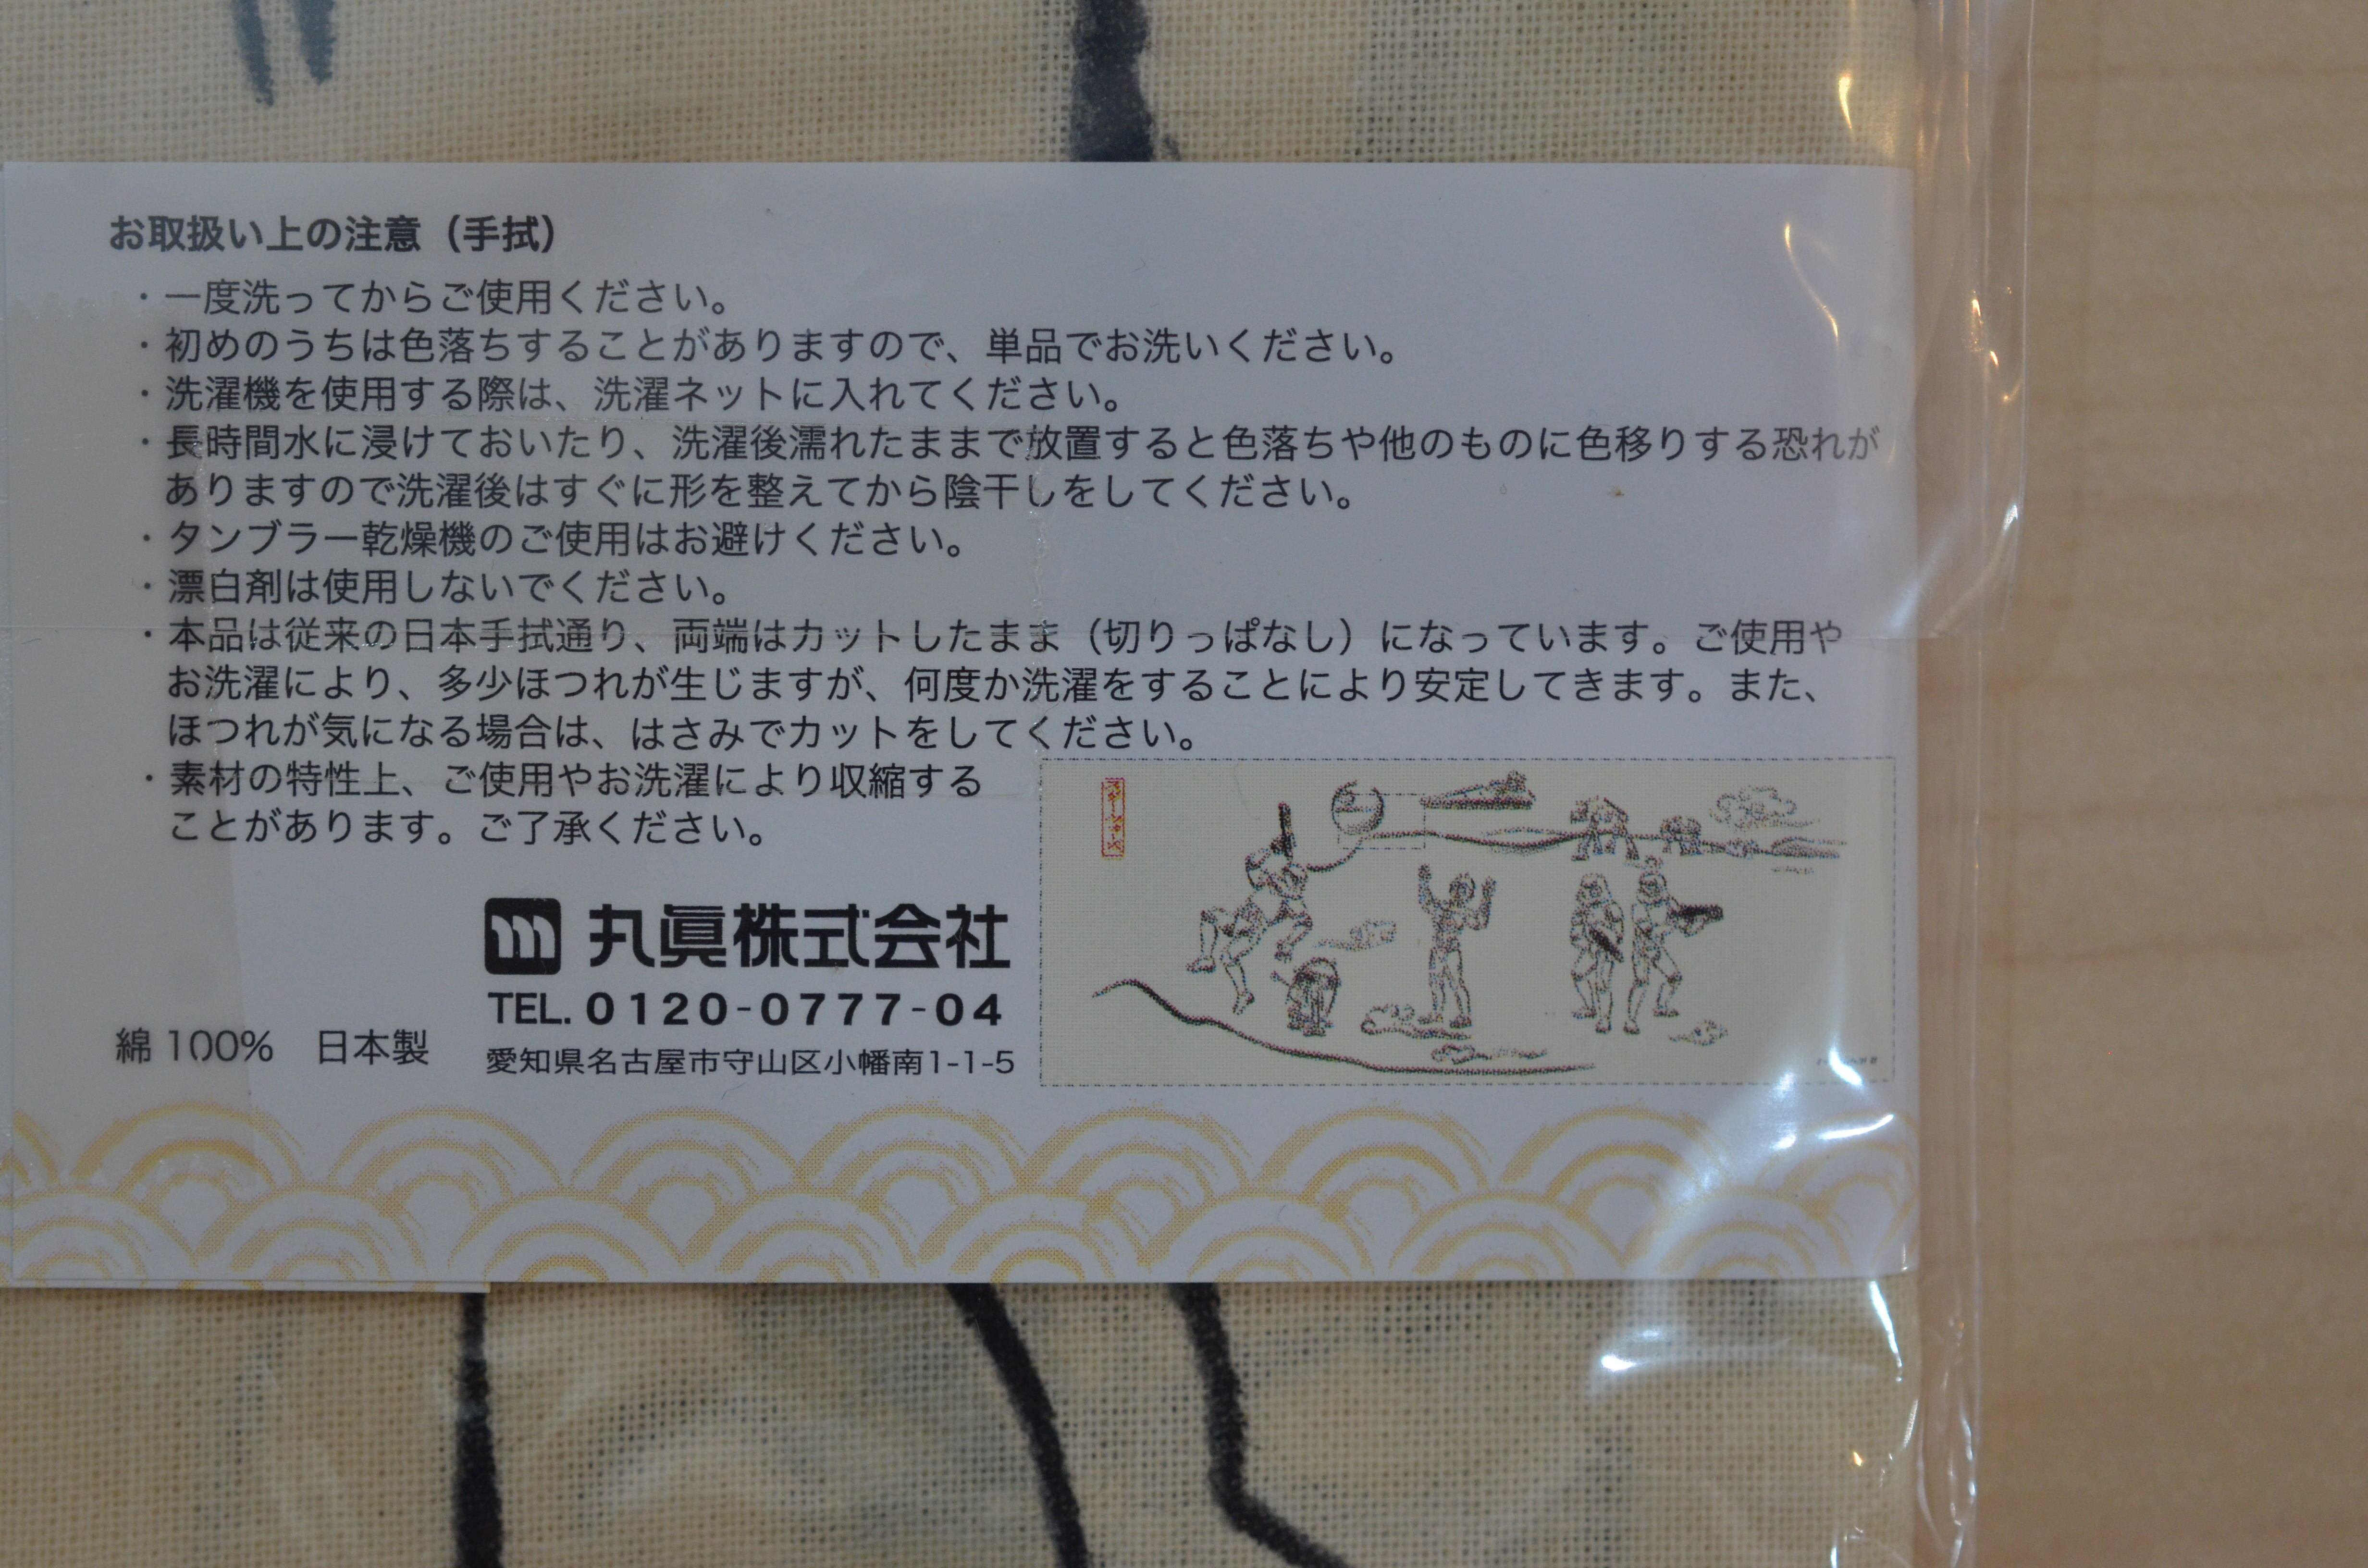 お取扱い上の注意（手拭）
・一度洗ってからご使用ください。
・初めのうちは色落ちすることがありますので、単品でお洗いください。
・洗濯機を使用する際は、洗濯ネットに入れてください。
・長時間水に浸けておいたり、洗濯後濡れたままで放置すると色落ちや他のものに色移りする恐れが
ありますので洗濯後はすぐに形を整えてから陰干しをしてください。
・タンブラー乾燥機のご使用はお避けください。
・漂白剤は使用しないでください。
・本品は従来の日本手拭通り、両端はカットしたまま（切りっぱなし）になっています。ご使用や
お洗濯により、多少ほつれが生じますが、何度か洗濯をすることにより安定してきます。また、
ほつれが気になる場合は、はさみでカットをしてください。
・素材の特性上、ご使用やお洗濯により収縮する
ことがあります。ご了承ください。
m 丸眞株式会社
TEL. 0120-0777-04
綿 100%　日本製
愛知県名古屋市守山区小幡南1-1-5